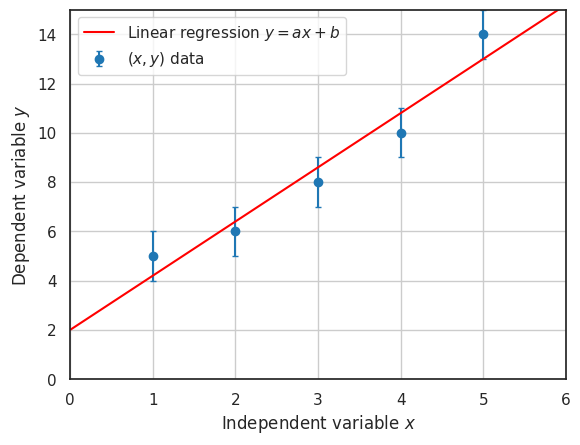 Linear regression y = ax + b
(x, y) data
Dependent variable y
14
12
10
8
6
4
2
0
0 1 2 3 4 5 6
Independent variable x